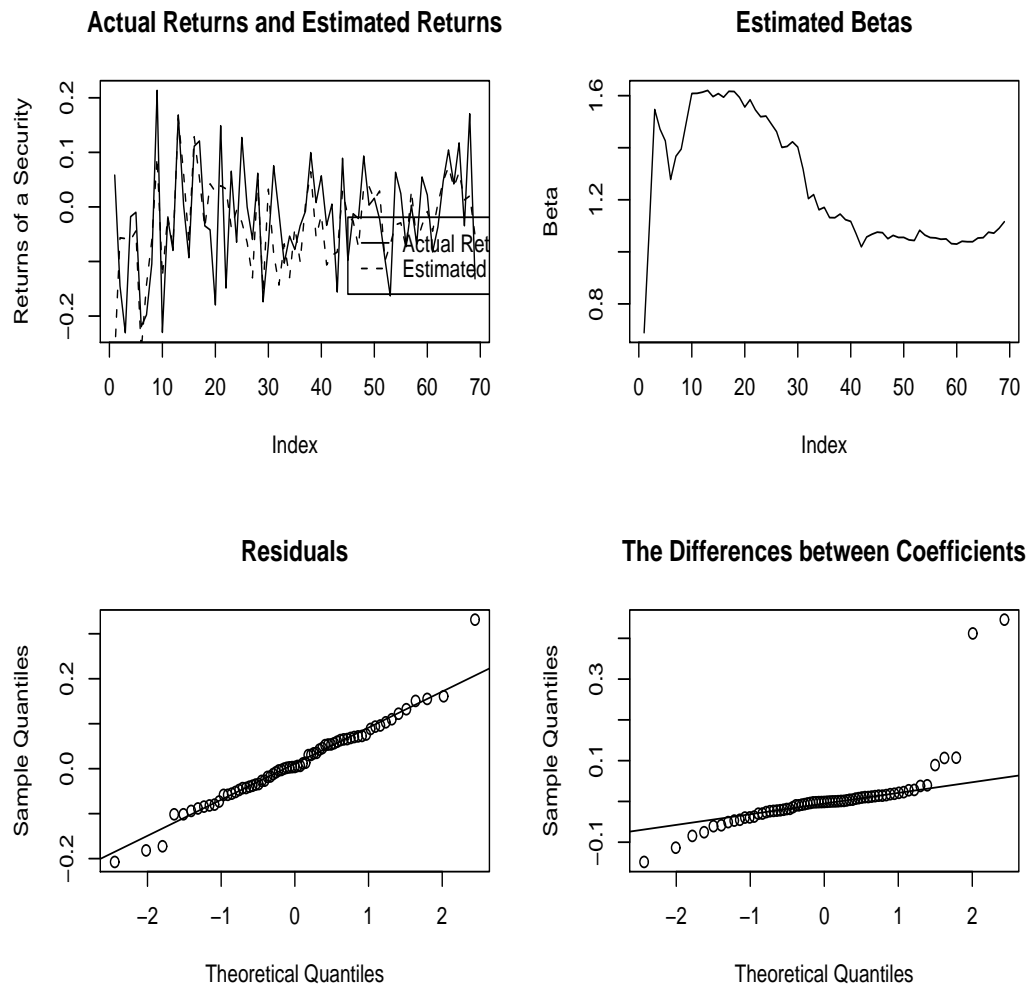 Actual Returns and Estimated Returns
Returns of a Security
0.2
0.1
0.0
−0.2
Actual Ret
Estimated
0 10 20 30 40 50 60 70
Index
Estimated Betas
Beta
1.6
1.2
0.8
0 10 20 30 40 50 60 70
Index
Residuals
Sample Quantiles
0.2
0.0
−0.2
−2 −1 0 1 2
Theoretical Quantiles
The Differences between Coefficients
Sample Quantiles
0.3
0.1
−0.1
−2 −1 0 1 2
Theoretical Quantiles